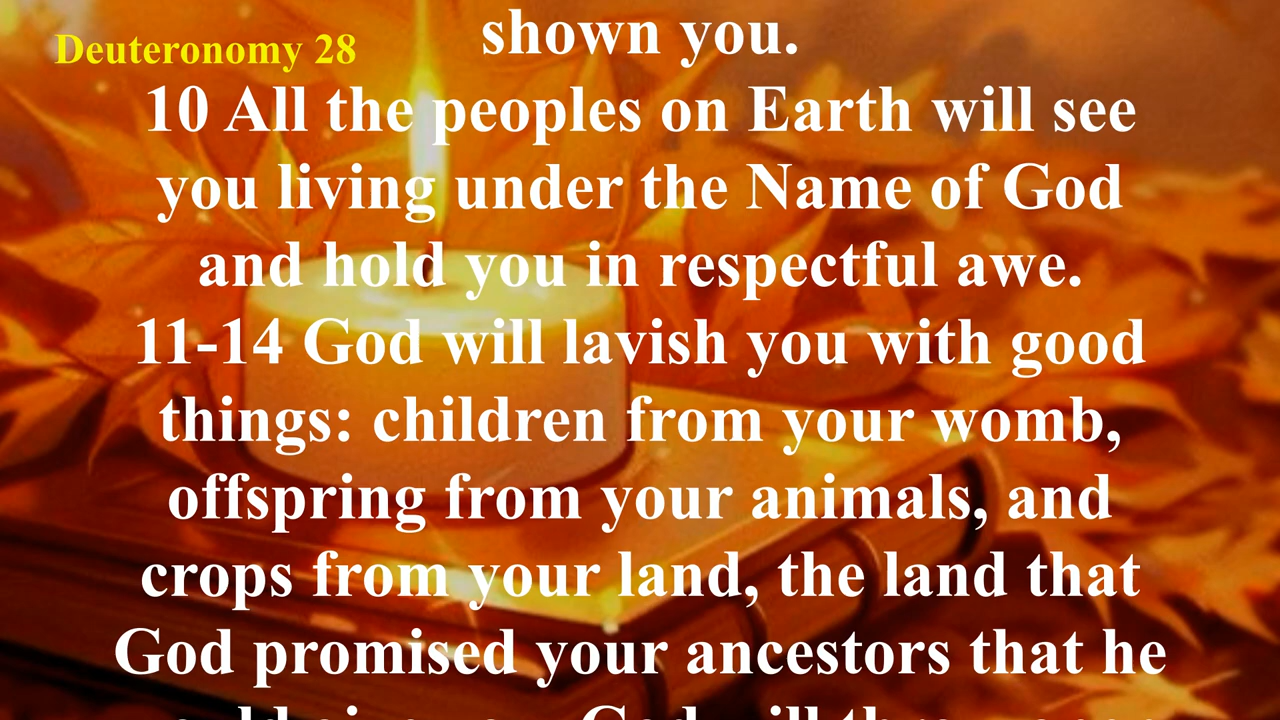 Deuteronomy 28
shown you.
10 All the peoples on Earth will see
you living under the Name of God
and hold you in respectful awe.
11-14 God will lavish you with good
things: children from your womb,
offspring from your animals, and
crops from your land, the land that
God promised your ancestors that he